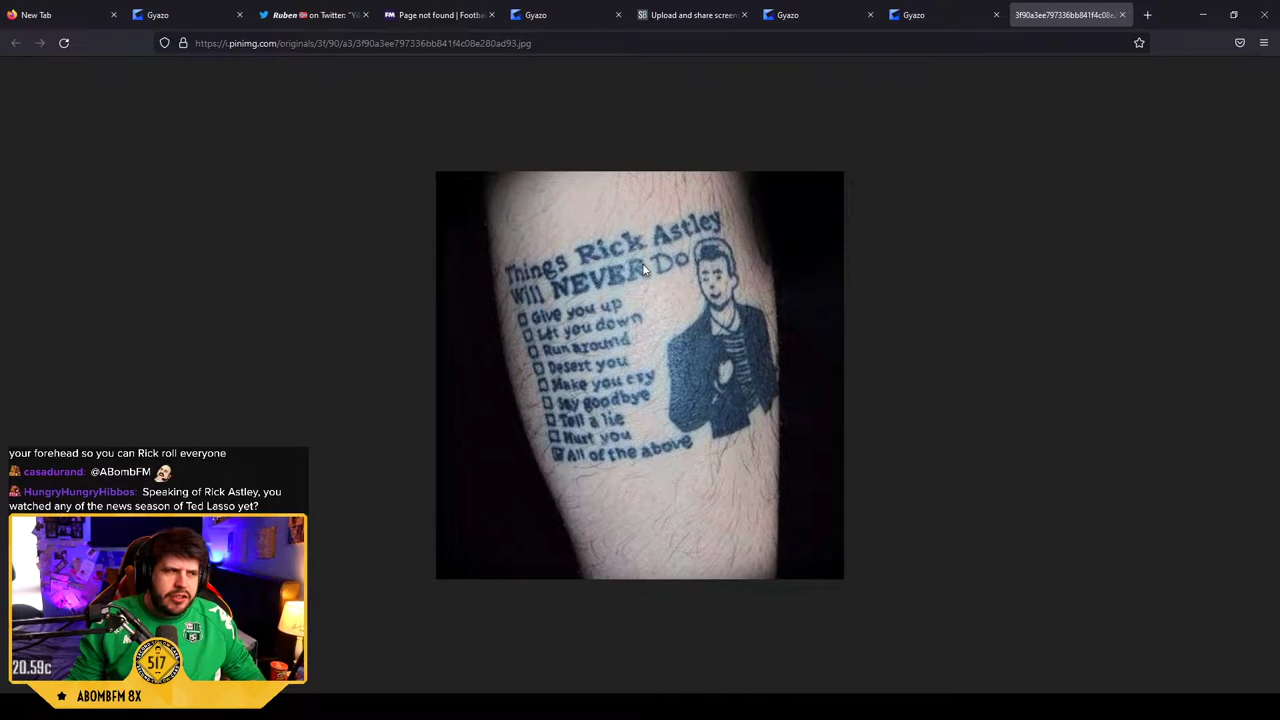 New Tab
Gyazo
Ruben on Twitter: "Yi
Page not found | Footbal
Gyazo
Upload and share screen
Gyazo
Gyazo
3f90a3ee797336bb841f4c08e2
https://i.pinimg.com/originals/3f/90/a3/3f90a3ee797336bb841f4c08e280ad93.jpg
Things Rick Astley
Will NEVER Do
Give you up
Let you down
Run around
Desert you
Make you cry
Say goodbye
Tell a lie
Hurt you
All of the above
your forehead so you can Rick roll everyone
casadurand: @ABombFM
HungryHungryHibbos: Speaking of Rick Astley, you
watched any of the news season of Ted Lasso yet?
517
20.59c
ABOMBFM 8X